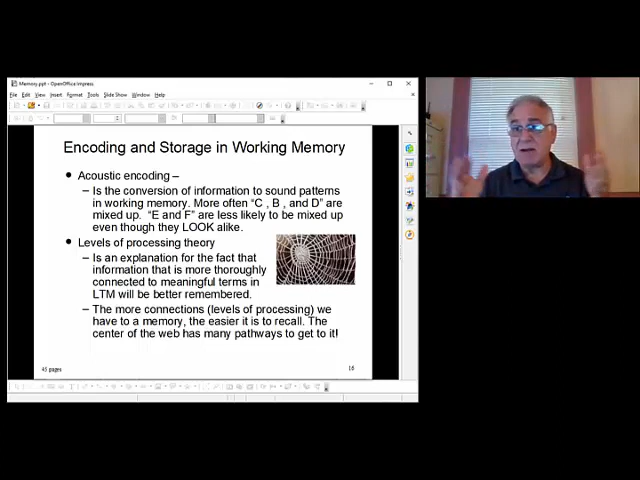 Memory.ppt - OpenOffice Impress
File Edit View Insert Format Tools Slide Show Window Help
Encoding and Storage in Working Memory
• Acoustic encoding –
– Is the conversion of information to sound patterns
in working memory. More often “C , B , and D” are
mixed up. “E and F” are less likely to be mixed up
even though they LOOK alike.
• Levels of processing theory
– Is an explanation for the fact that
information that is more thoroughly
connected to meaningful terms in
LTM will be better remembered.
– The more connections (levels of processing) we
have to a memory, the easier it is to recall. The
center of the web has many pathways to get to it!
45 pages
16